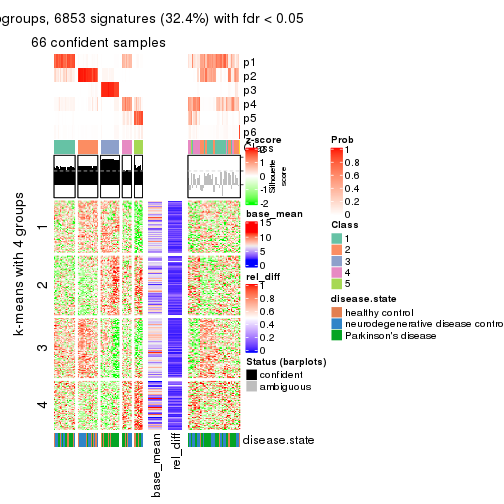 groups, 6853 signatures (32.4%) with fdr < 0.05
66 confident samples
p1
p2
p3
p4
p5
p6
Class
Silhouette
score
k-means with 4 groups
1
2
3
4
base_mean
rel_diff
disease.state
z-score
2
1
0
-1
-2
base_mean
15
10
5
0
rel_diff
1
0.8
0.6
0.4
0.2
0
Status (barplots)
confident
ambiguous
Prob
1
0.8
0.6
0.4
0.2
0
Class
1
2
3
4
5
disease.state
healthy control
neurodegenerative disease contro
Parkinson's disease